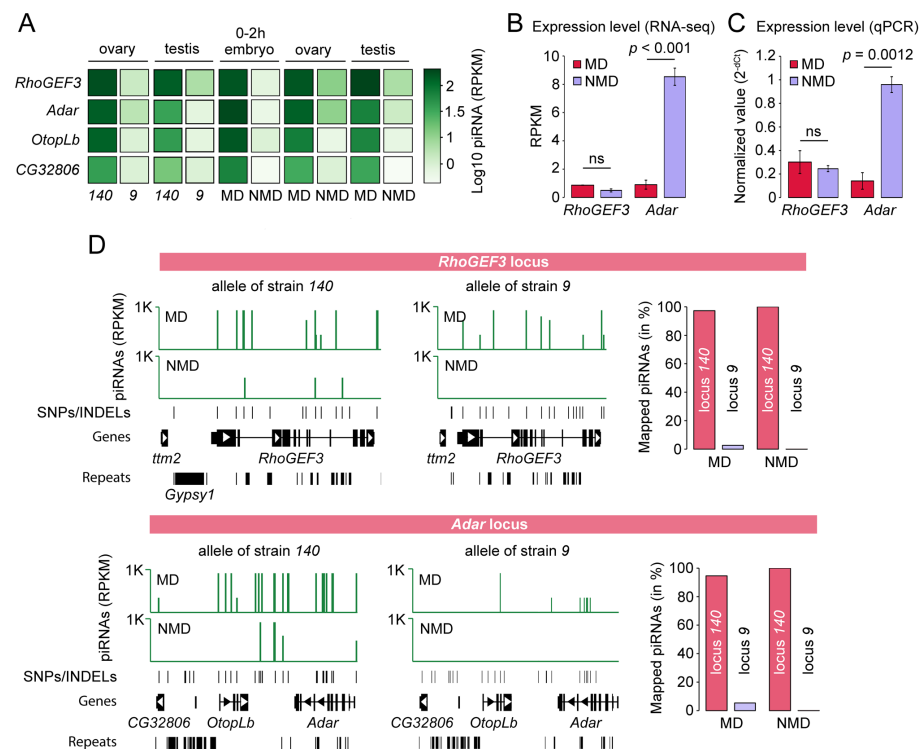 A
ovary
testis
0-2h
embryo
ovary
testis
RhoGEF3
Adar
OtopLb
CG32806
140 9 140 9 MD NMD MD NMD MD NMD
2
1
0
Log10 piRNA (RPKM)
B
Expression level (RNA-seq)
p < 0.001
MD
NMD
RPKM
10
8
6
4
2
0
ns
RhoGEF3
Adar
C
Expression level (qPCR)
p = 0.0012
MD
NMD
Normalized value (2^-dCt)
1.2
1
0.8
0.6
0.4
0.2
0
ns
RhoGEF3
Adar
D
RhoGEF3 locus
allele of strain 140
allele of strain 9
piRNAs (RPKM)
1K
MD
1K
NMD
1K
MD
1K
NMD
SNPs/INDELs
Genes
ttm2
RhoGEF3
ttm2
RhoGEF3
Repeats
Gypsy1
Mapped piRNAs (in %)
100
80
60
40
20
0
locus 140
locus 9
locus 140
locus 9
MD
NMD
Adar locus
allele of strain 140
allele of strain 9
piRNAs (RPKM)
1K
MD
1K
NMD
1K
MD
1K
NMD
SNPs/INDELs
Genes
CG32806
OtopLb
Adar
CG32806
OtopLb
Adar
Repeats
Mapped piRNAs (in %)
100
80
60
40
20
0
locus 140
locus 9
locus 140
locus 9
MD
NMD